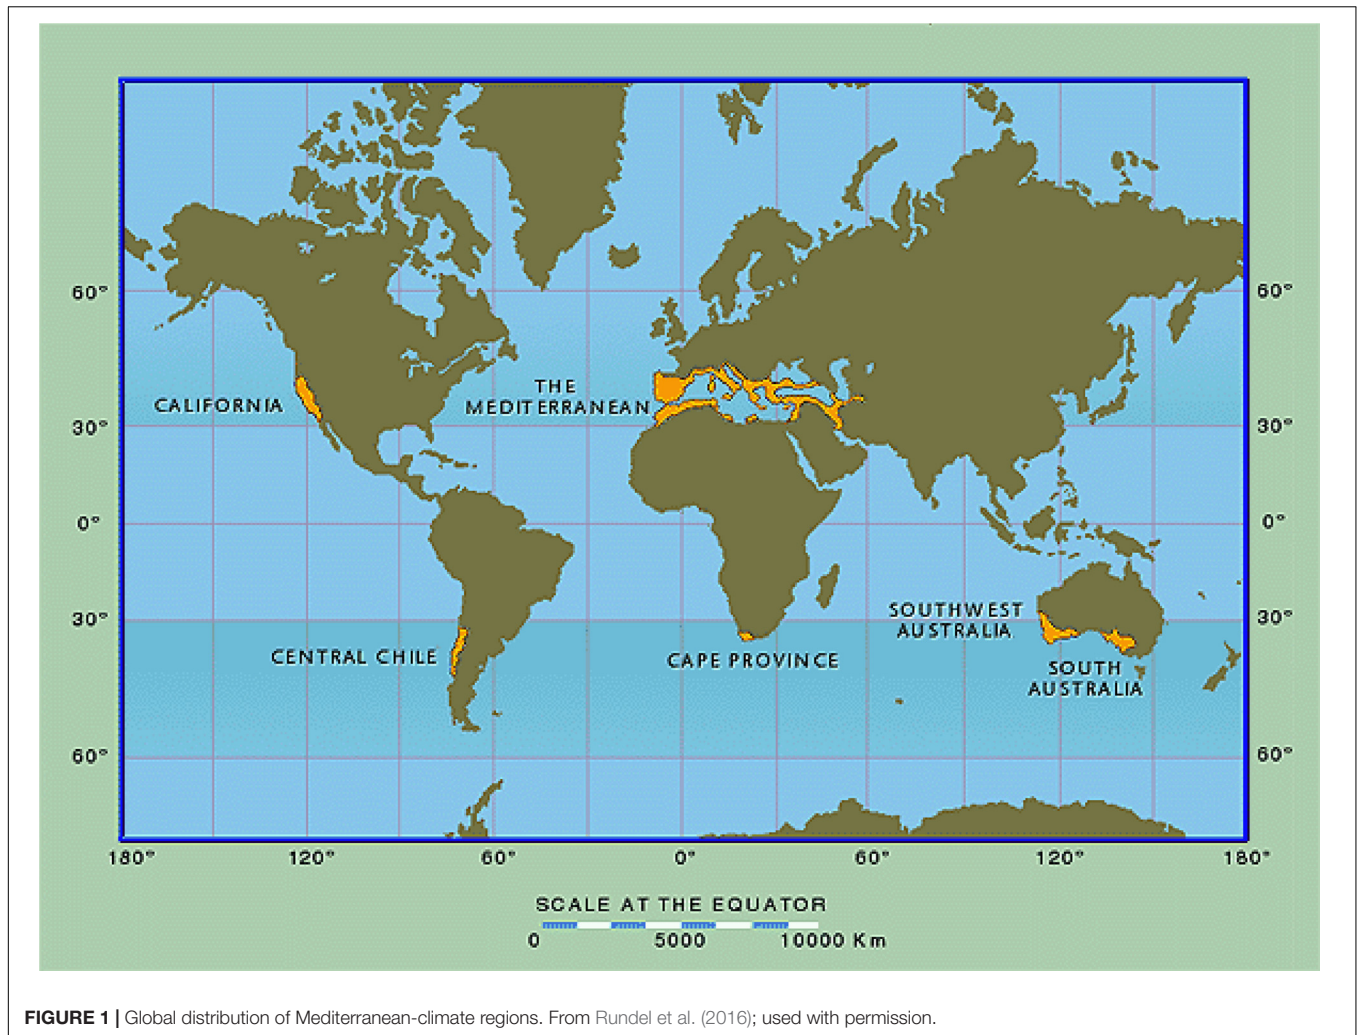 60°
60°
CALIFORNIA
THE
MEDITERRANEAN
30°
30°
0°
0°
SOUTHWEST
AUSTRALIA
30°
30°
CENTRAL CHILE
CAPE PROVINCE
SOUTH
AUSTRALIA
60°
60°
180° 120° 60° 0° 60° 120° 180°
SCALE AT THE EQUATOR
0 5000 10000 Km
FIGURE 1 | Global distribution of Mediterranean-climate regions. From Rundel et al. (2016); used with permission.